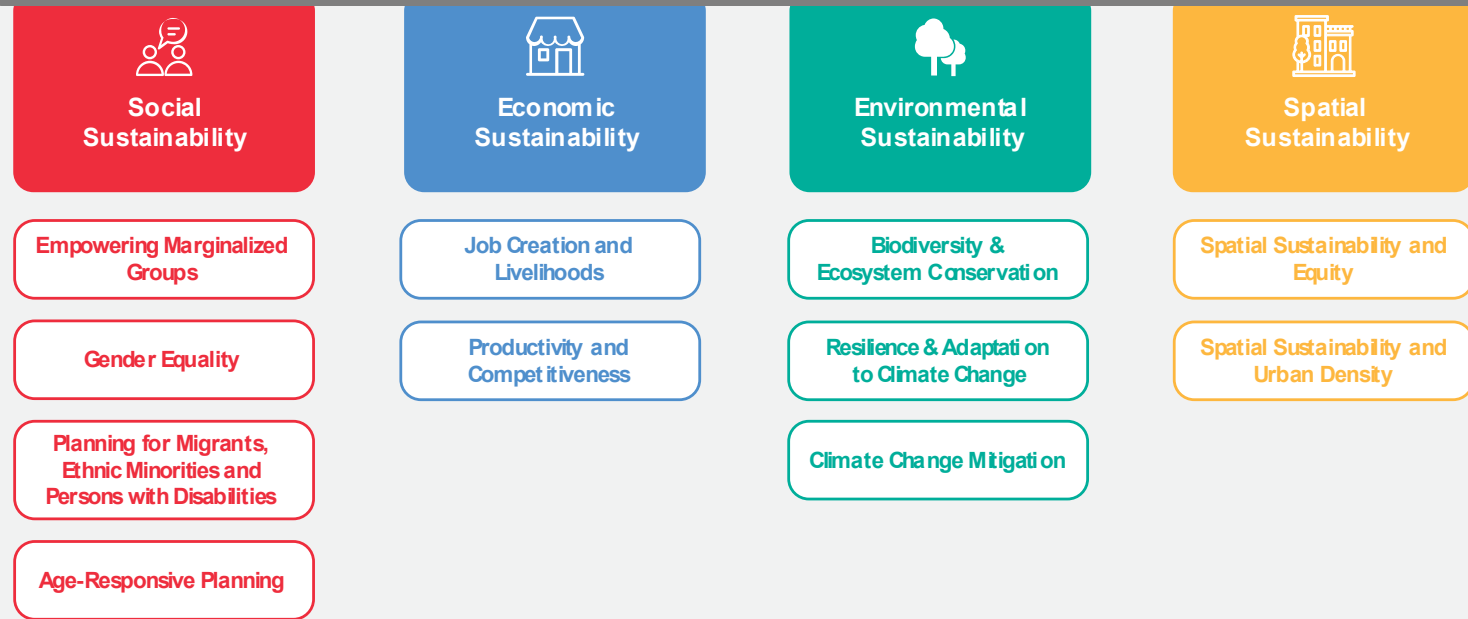 Social
Sustainability
Empowering Marginalized
Groups
Gender Equality
Planning for Migrants,
Ethnic Minorities and
Persons with Disabilities
Age-Responsive Planning
Economic
Sustainability
Job Creation and
Livelihoods
Productivity and
Competitiveness
Environmental
Sustainability
Biodiversity &
Ecosystem Conservation
Resilience & Adaptation
to Climate Change
Climate Change Mitigation
Spatial
Sustainability
Spatial Sustainability and
Equity
Spatial Sustainability and
Urban Density